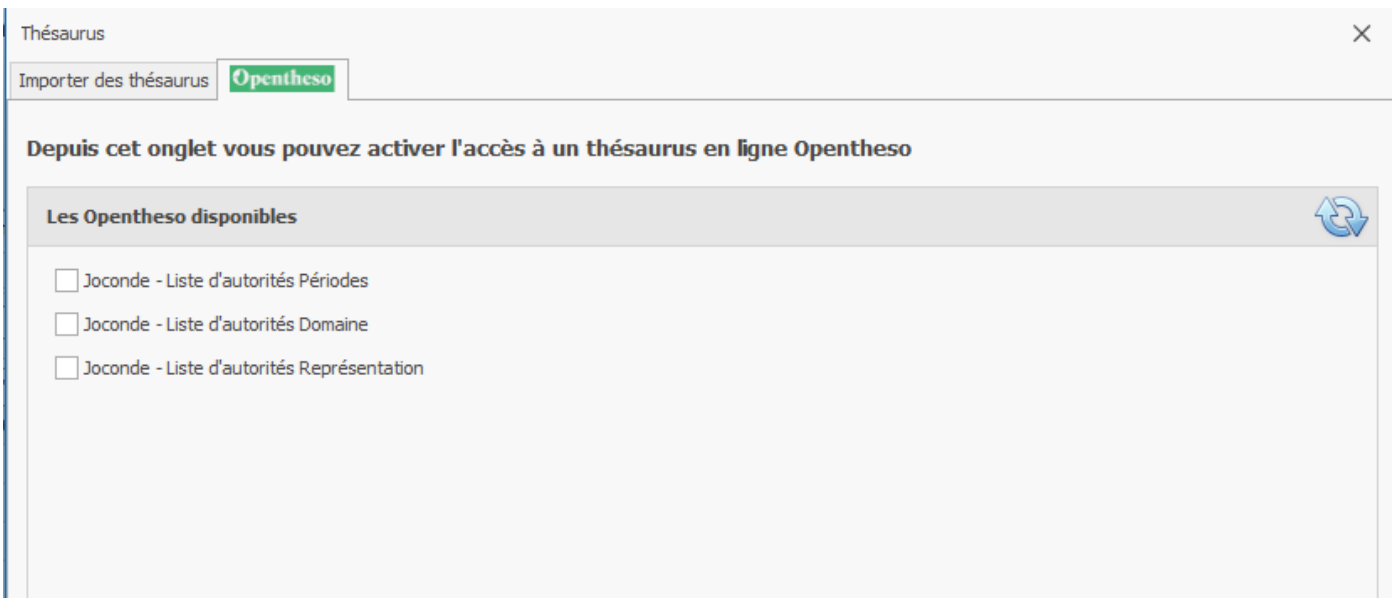 Thésaurus
Importer des thésaurus Opentheso
Depuis cet onglet vous pouvez activer l'accès à un thésaurus en ligne Opentheso
Les Opentheso disponibles
Joconde - Liste d'autorités Périodes
Joconde - Liste d'autorités Domaine
Joconde - Liste d'autorités Représentation